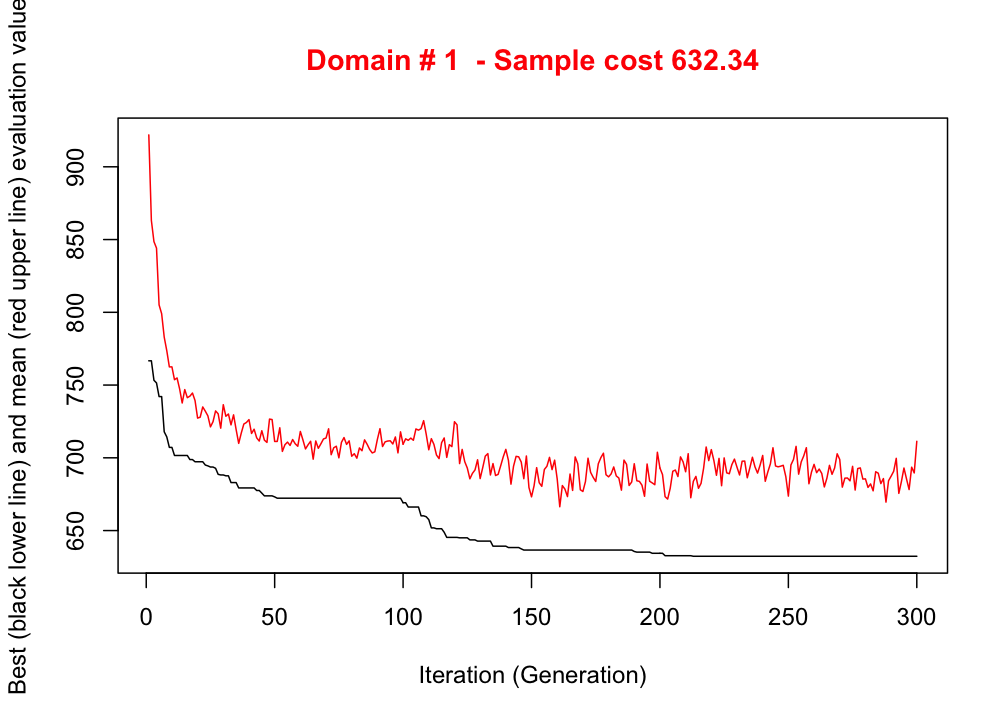 Domain # 1  - Sample cost 632.34
Best (black lower line) and mean (red upper line) evaluation value
900
850
800
750
700
650
0 50 100 150 200 250 300
Iteration (Generation)